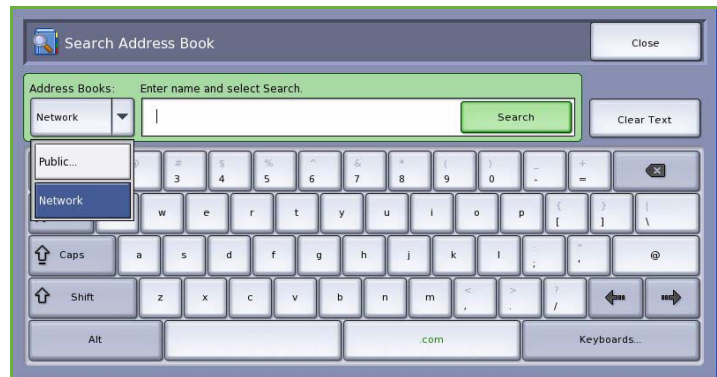 Search Address Book
Close
Address Books:
Enter name and select Search.
Network
Search
Clear Text
Public...
Network
# 3 $ 4 % 5 ^ 6 & 7 * 8 ( 9 ) 0 _ - + =
w e r t y u i o p { [ } ] | \
Caps a s d f g h j k l : ; " ' @
Shift z x c v b n m < , > . ? /
Alt .com Keyboards...